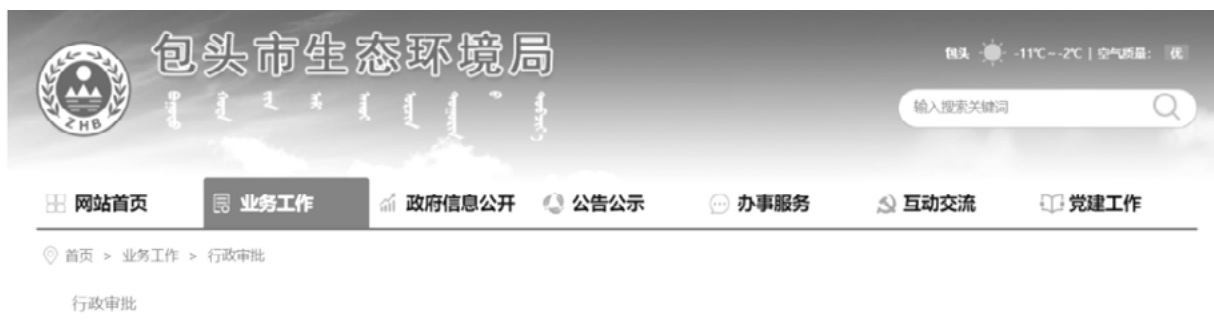 包头市生态环境局
包头 -11℃~-2℃ | 空气质量： 优
ZHB
输入搜索关键词
网站首页 业务工作 政府信息公开 公告公示 办事服务 互动交流 党建工作
首页 > 业务工作 > 行政审批
行政审批